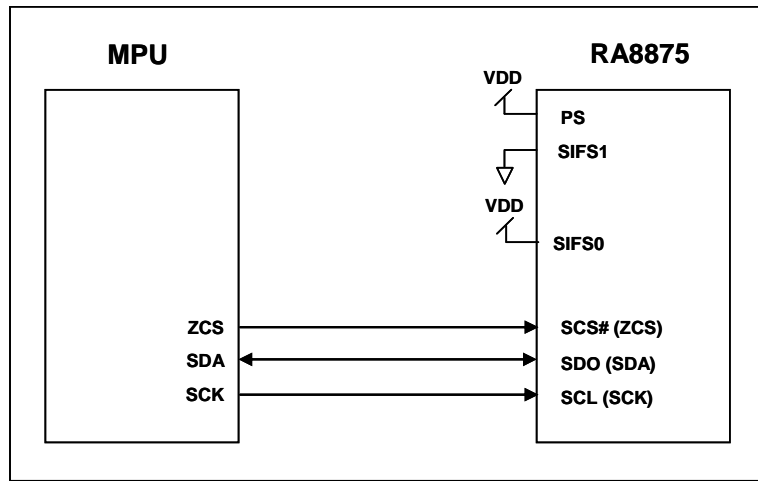 MPU
RA8875
VDD
PS
SIFS1
VDD
SIFS0
ZCS
SCS# (ZCS)
SDA
SDO (SDA)
SCK
SCL (SCK)